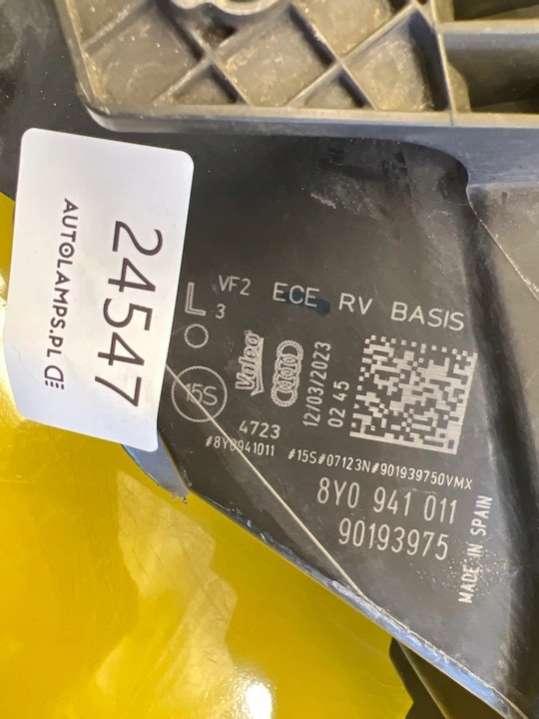 24547
AUTOLAMPS.PL
L
VF2 ECE RV BASIS
3
15S
Valeo
12/03/2023
02 45
4723
#8Y0941011 #15S#07123N#901939750VMX
8Y0 941 011
90193975
MADE IN SPAIN